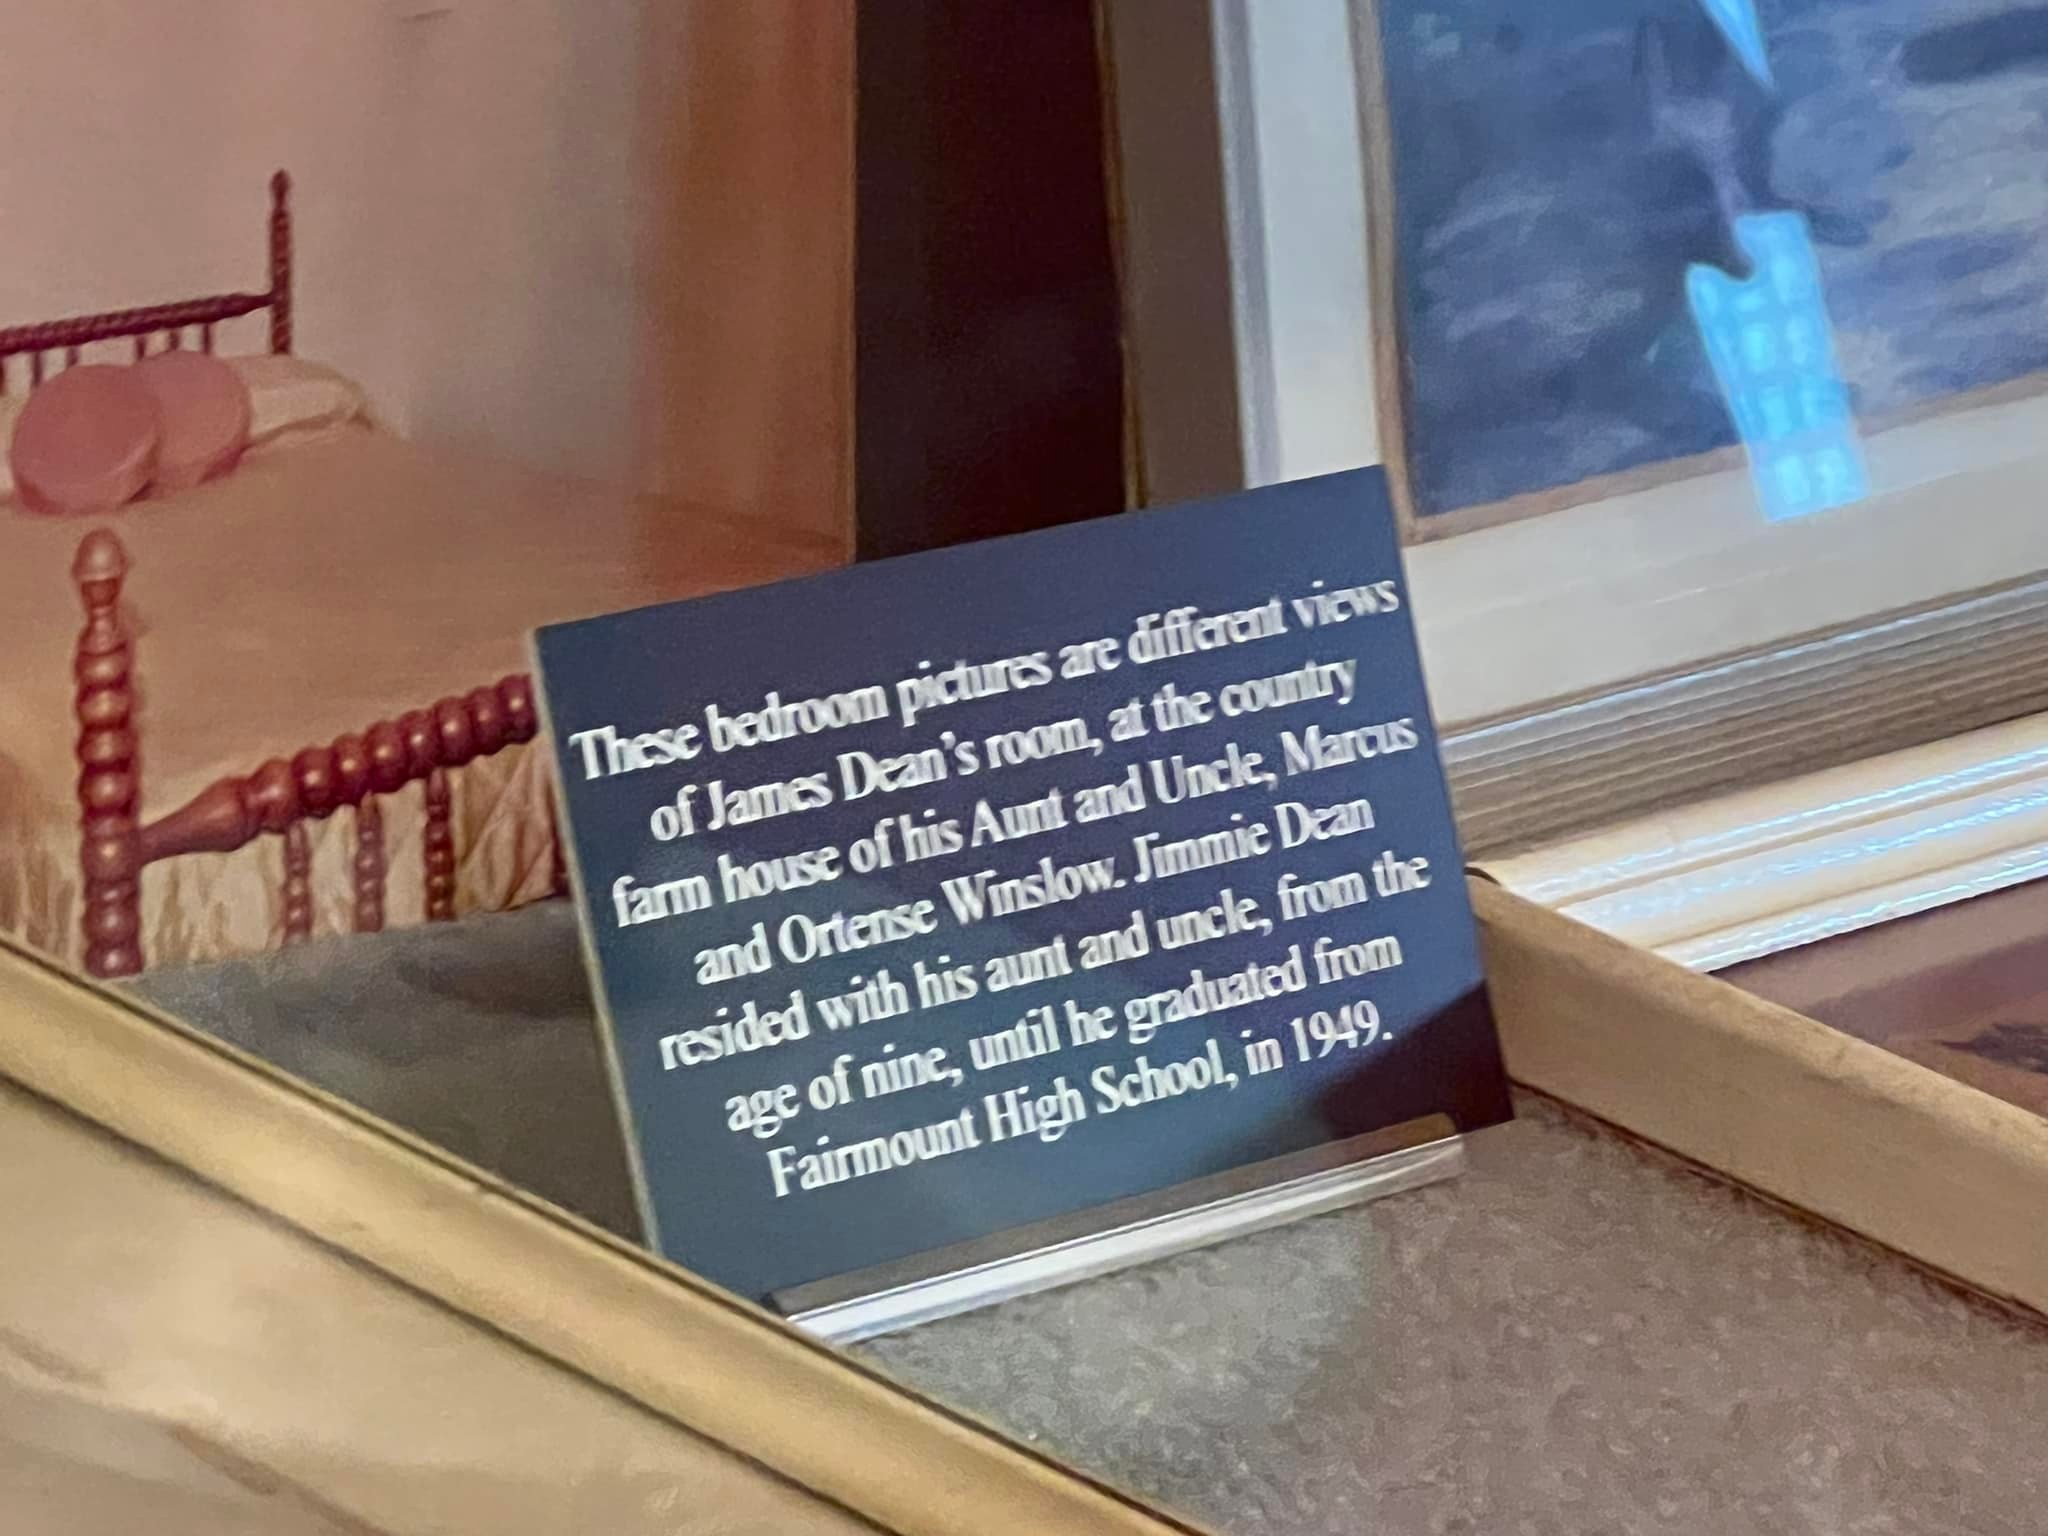 These bedroom pictures are different views
of James Dean's room, at the country
farm house of his Aunt and Uncle, Marcus
and Ortense Winslow. Jimmie Dean
resided with his aunt and uncle, from the
age of nine, until he graduated from
Fairmount High School, in 1949.